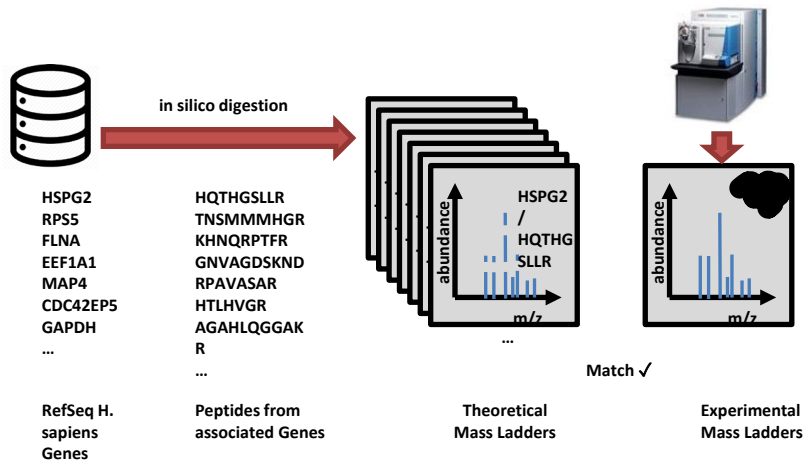 in silico digestion
HSPG2
RPS5
FLNA
EEF1A1
MAP4
CDC42EP5
GAPDH
…
HQTHGSLLR
TNSMMMHGR
KHNQRPTFR
GNVAGDSKND
RPAVASAR
HTLHVGR
AGAHLQGGAK
R
…
abundance
HSPG2
/
HQTHG
SLLR
m/z
…
abundance
m/z
Match ✓
RefSeq H.
sapiens
Genes
Peptides from
associated Genes
Theoretical
Mass Ladders
Experimental
Mass Ladders